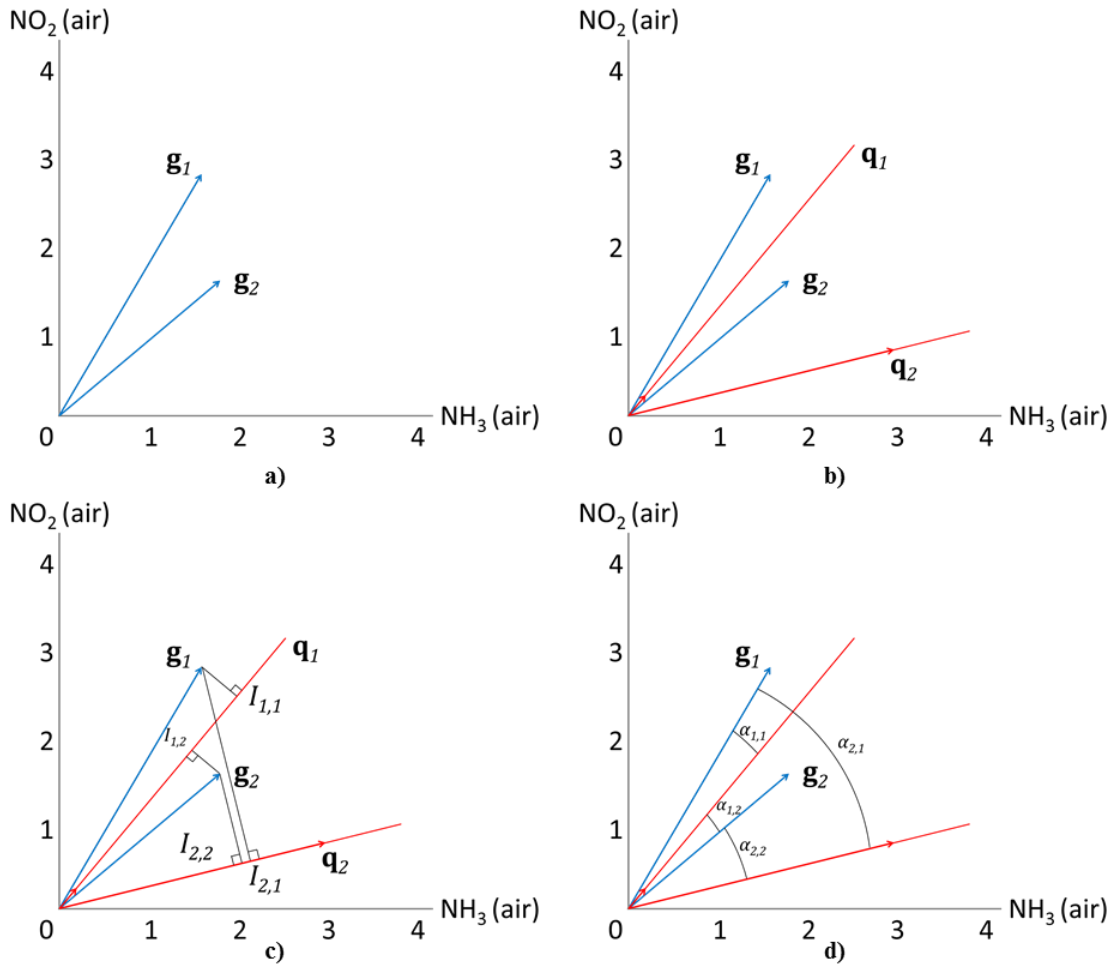 NO2 (air)
4
3
2
1
0
1
2
3
4
NH3 (air)
g1
g2
a)
NO2 (air)
4
3
2
1
0
1
2
3
4
NH3 (air)
g1
q1
g2
q2
b)
NO2 (air)
4
3
2
1
0
1
2
3
4
NH3 (air)
g1
q1
I1,1
I1,2
g2
I2,2
q2
I2,1
c)
NO2 (air)
4
3
2
1
0
1
2
3
4
NH3 (air)
g1
α1,1
α2,1
g2
α1,2
α2,2
d)